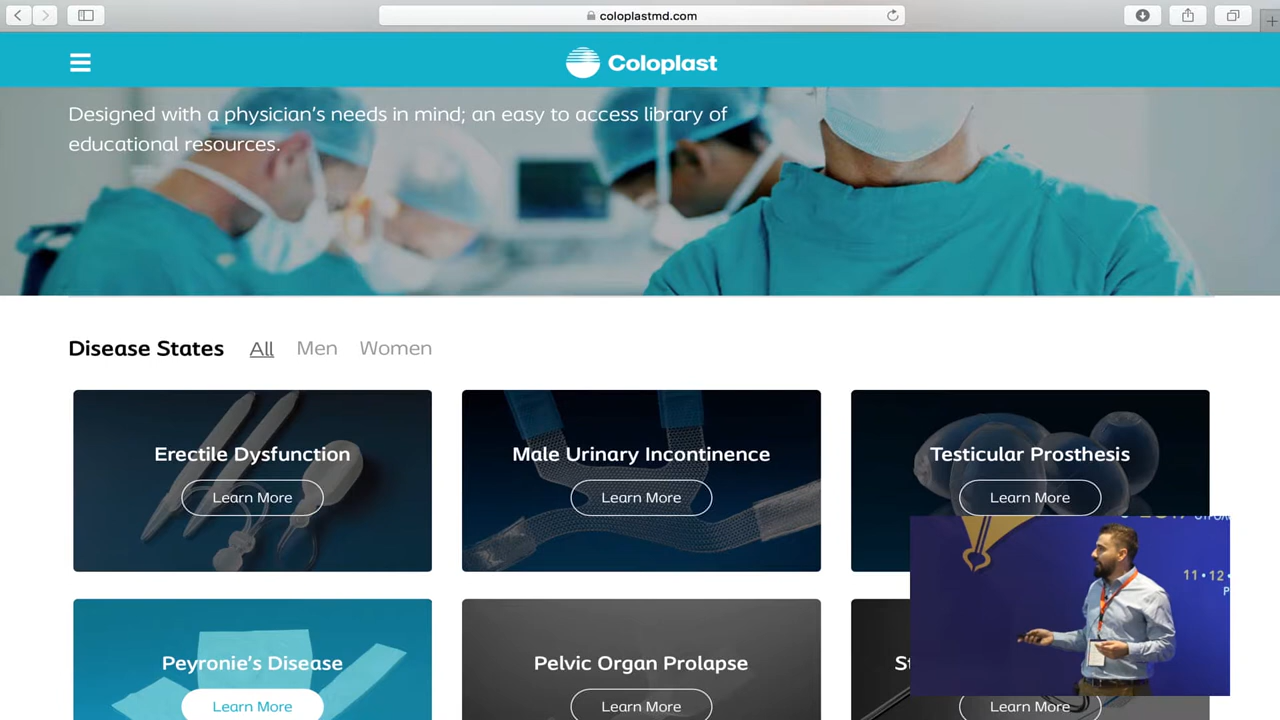 coloplastmd.com
Coloplast
Designed with a physician's needs in mind; an easy to access library of
educational resources.
Disease States All Men Women
Erectile Dysfunction
Learn More
Male Urinary Incontinence
Learn More
Testicular Prosthesis
Learn More
11•12•
Peyronie's Disease
Learn More
Pelvic Organ Prolapse
Learn More
St
Learn More